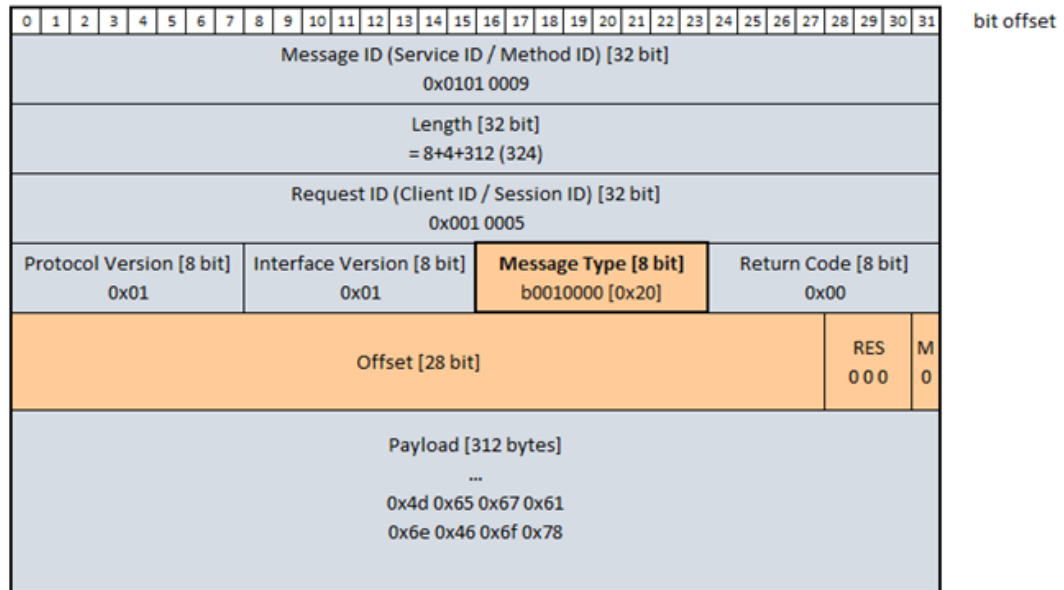 0 1 2 3 4 5 6 7 8 9 10 11 12 13 14 15 16 17 18 19 20 21 22 23 24 25 26 27 28 29 30 31 bit offset
Message ID (Service ID / Method ID) [32 bit]
0x0101 0009
Length [32 bit]
= 8+4+312 (324)
Request ID (Client ID / Session ID) [32 bit]
0x001 0005
Protocol Version [8 bit] Interface Version [8 bit] Message Type [8 bit] Return Code [8 bit]
0x01 0x01 b0010000 [0x20] 0x00
Offset [28 bit] RES M
0 0 0 0
Payload [312 bytes]
...
0x4d 0x65 0x67 0x61
0x6e 0x46 0x6f 0x78